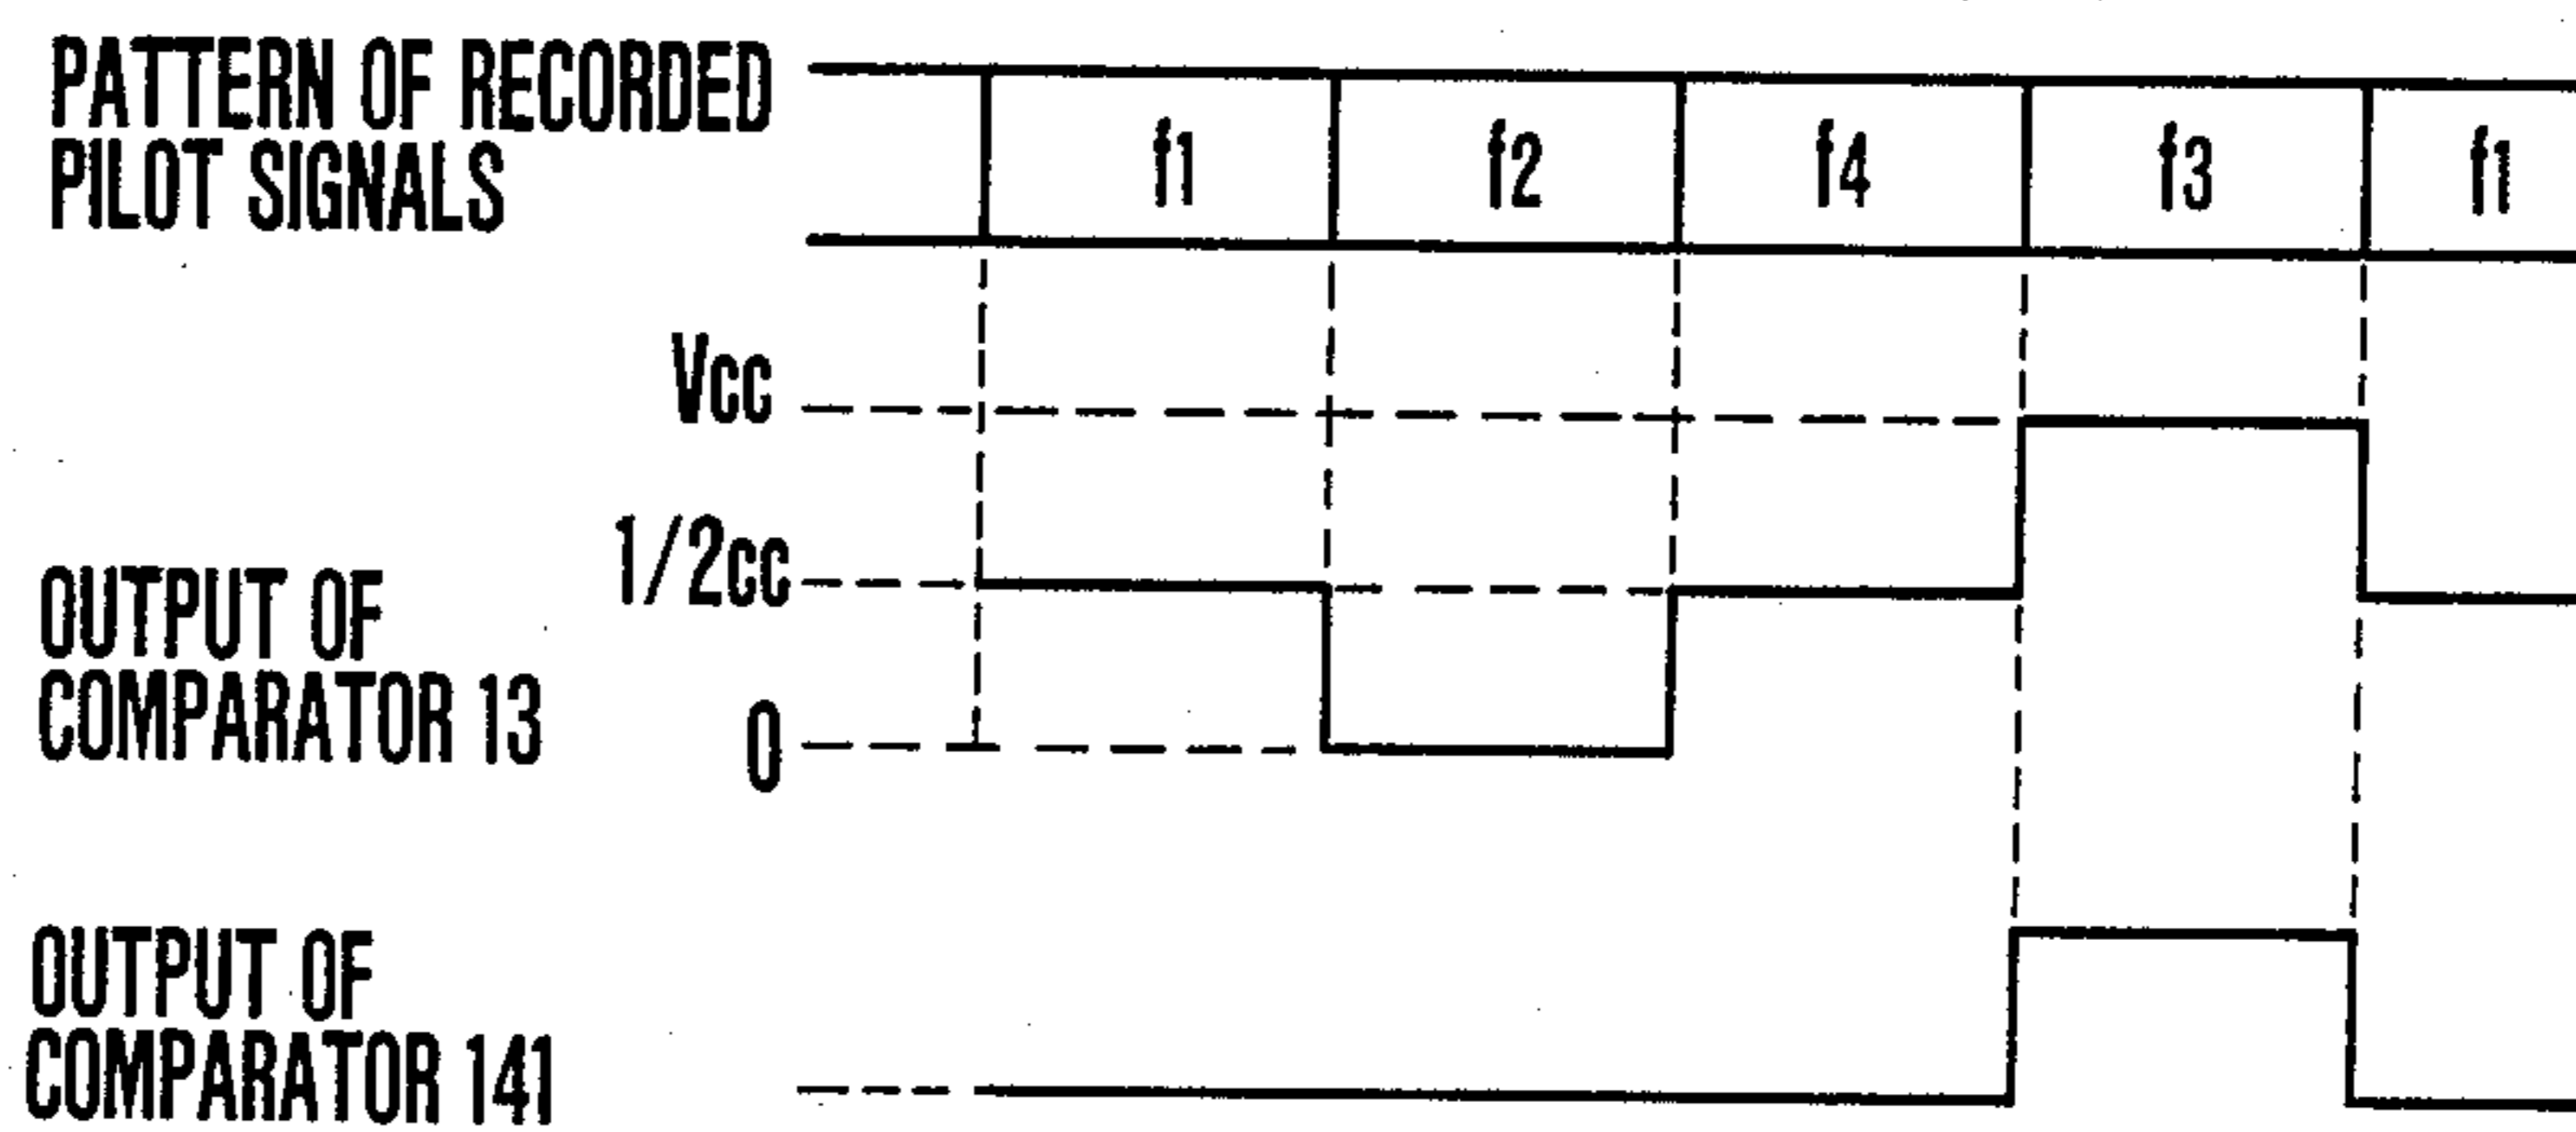 PATTERN OF RECORDED
PILOT SIGNALS
f1 f2 f4 f3 f1
Vcc
1/2cc
OUTPUT OF
COMPARATOR 13
0
OUTPUT OF
COMPARATOR 141